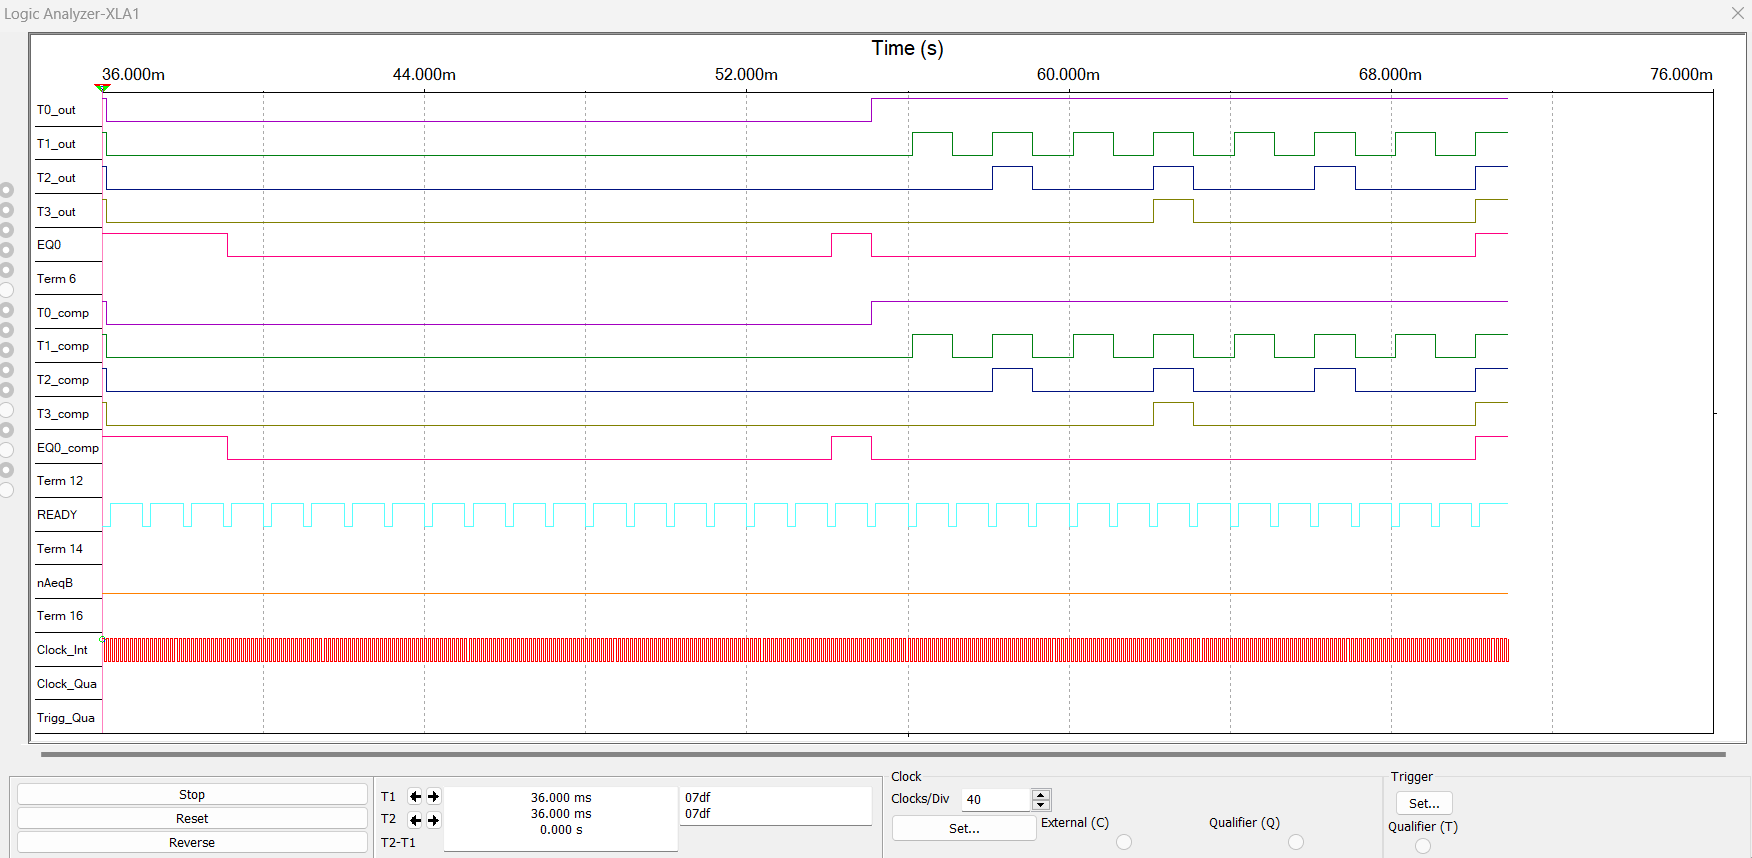 Logic Analyzer-XLA1
Time (s)
36.000m 44.000m 52.000m 60.000m 68.000m 76.000m
T0_out
T1_out
T2_out
T3_out
EQ0
Term 6
T0_comp
T1_comp
T2_comp
T3_comp
EQ0_comp
Term 12
READY
Term 14
nAeqB
Term 16
Clock_Int
Clock_Qua
Trigg_Qua
Stop
Reset
Reverse
T1 36.000 ms 07df
T2 36.000 ms 07df
T2-T1 0.000 s
Clock
Clocks/Div 40
Set...
External (C)
Qualifier (Q)
Trigger
Set...
Qualifier (T)